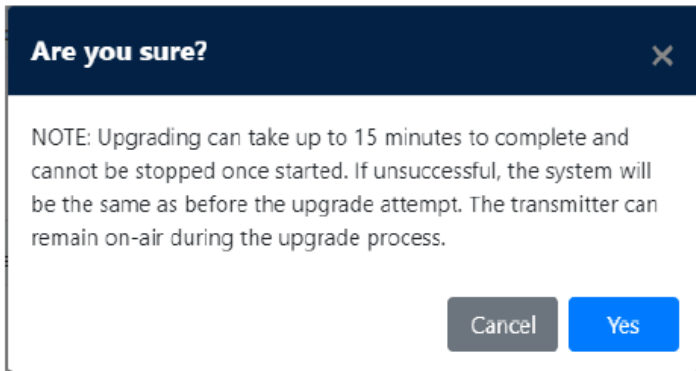 Are you sure?
NOTE: Upgrading can take up to 15 minutes to complete and
cannot be stopped once started. If unsuccessful, the system will
be the same as before the upgrade attempt. The transmitter can
remain on-air during the upgrade process.
Cancel Yes